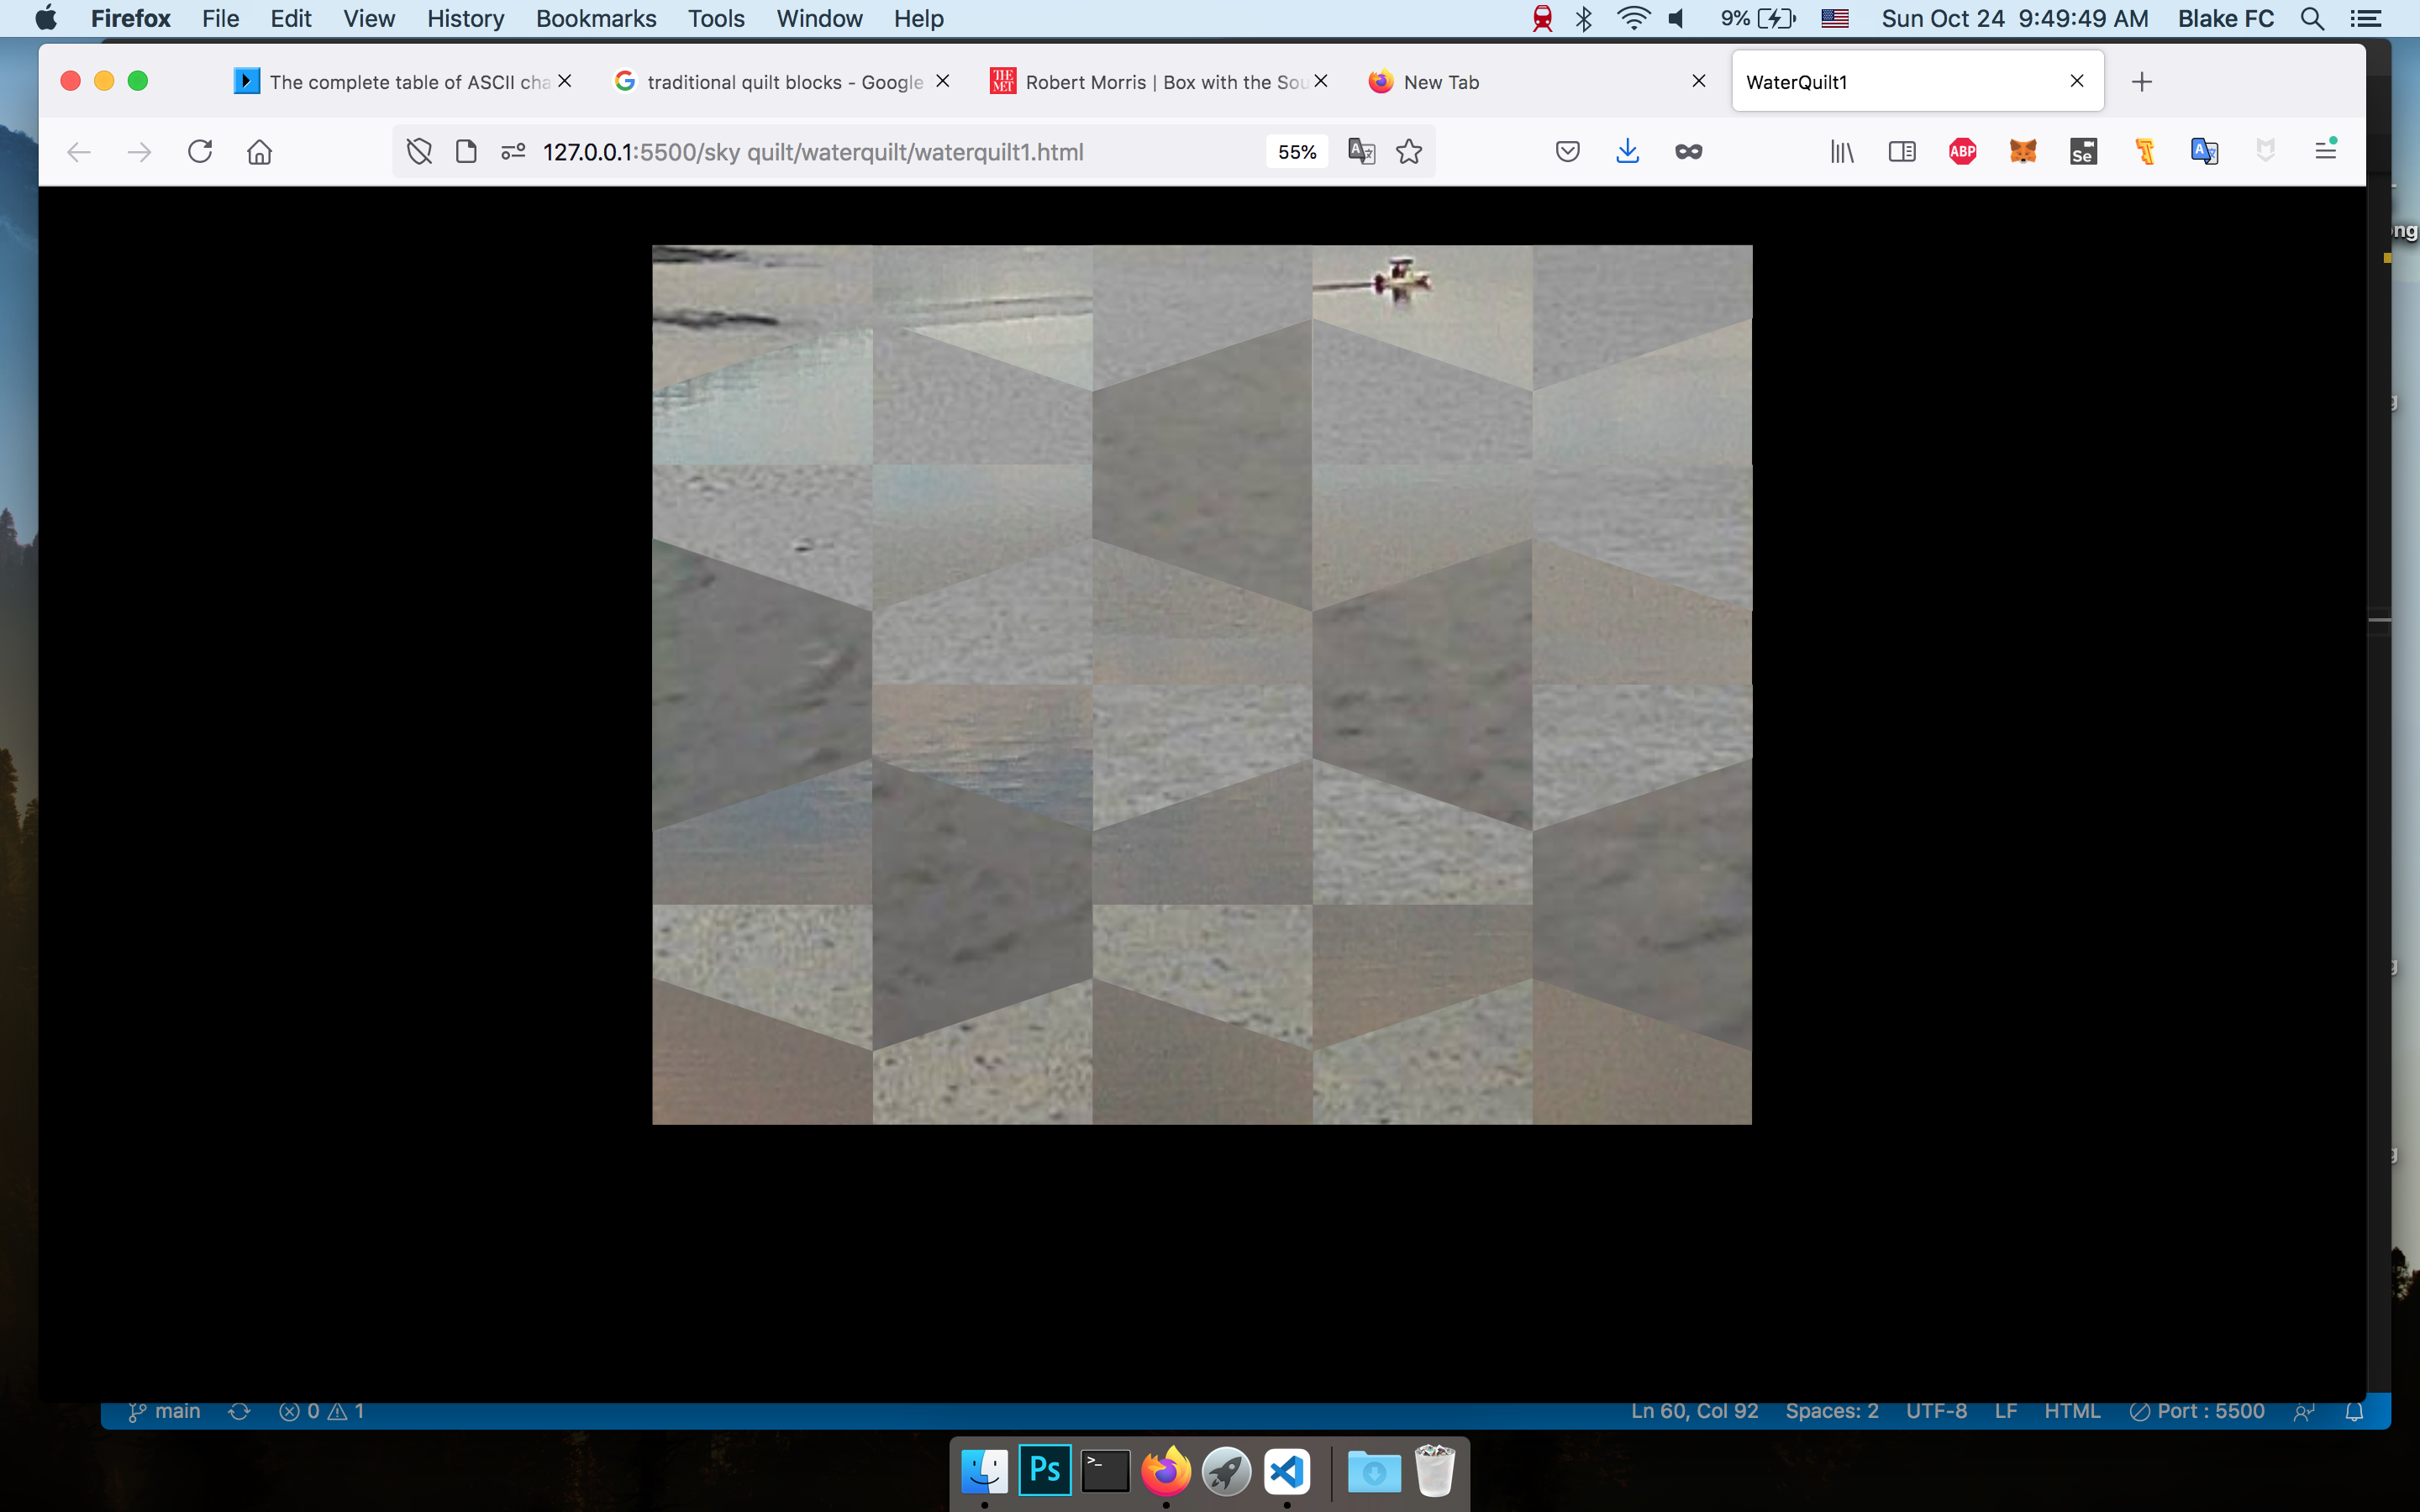 Firefox File Edit View History Bookmarks Tools Window Help 9% Sun Oct 24 9:49:49 AM Blake FC
The complete table of ASCII cha traditional quilt blocks - Google THE MET Robert Morris | Box with the Sou New Tab WaterQuilt1
127.0.0.1:5500/sky quilt/waterquilt/waterquilt1.html 55% ABP Se
ng
g
g
g
main 0 1 Ln 60, Col 92 Spaces: 2 UTF-8 LF HTML Port : 5500
Ps >_